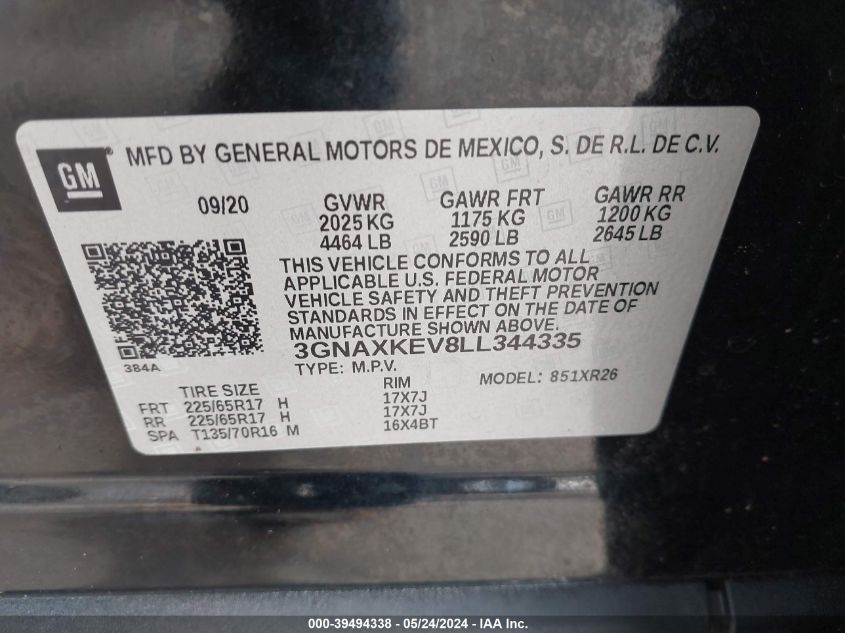 GM ® MFD BY GENERAL MOTORS DE MEXICO, S. DE R.L. DE C.V.
09/20 GVWR GAWR FRT GAWR RR
2025 KG 1175 KG 1200 KG
4464 LB 2590 LB 2645 LB
THIS VEHICLE CONFORMS TO ALL
APPLICABLE U.S. FEDERAL MOTOR
VEHICLE SAFETY AND THEFT PREVENTION
STANDARDS IN EFFECT ON THE DATE OF
MANUFACTURE SHOWN ABOVE.
3GNAXKEV8LL344335
384A
TYPE: M.P.V. MODEL: 851XR26
TIRE SIZE RIM
FRT 225/65R17 H 17X7J
RR 225/65R17 H 17X7J
SPA T135/70R16 M 16X4BT
000-39494338 - 05/24/2024 - IAA Inc.